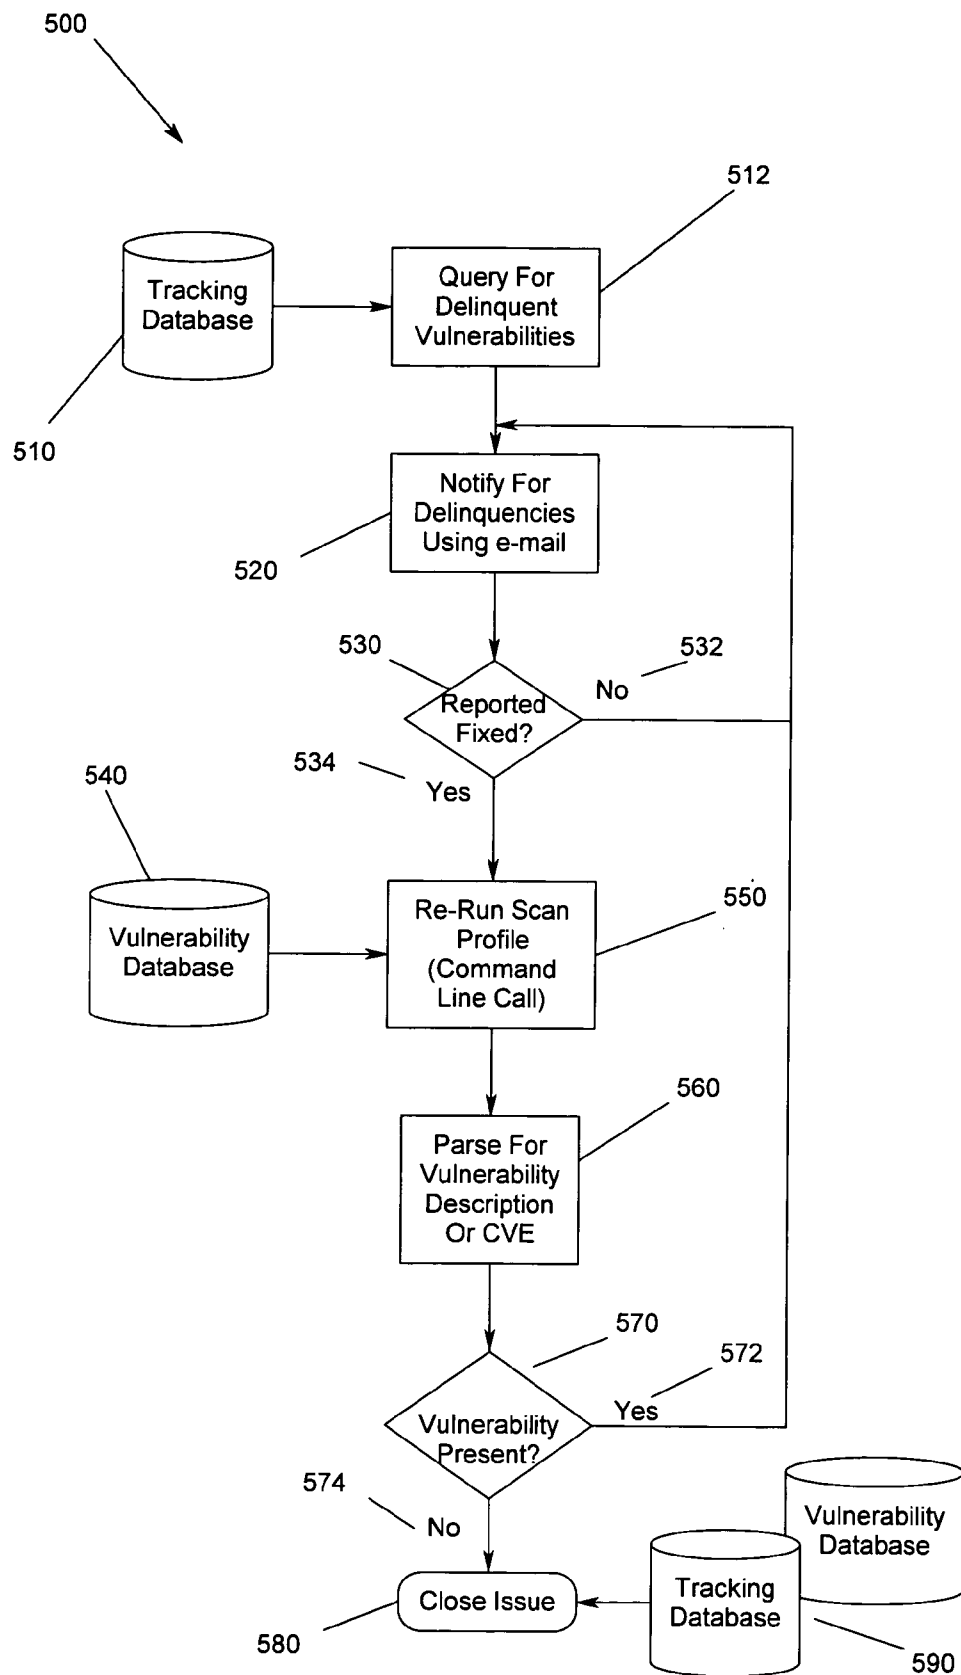 500
512
Query For
Delinquent
Vulnerabilities
Tracking
Database
510
Notify For
Delinquencies
Using e-mail
520
530
532
No
Reported
Fixed?
534
Yes
540
Vulnerability
Database
Re-Run Scan
Profile
(Command
Line Call)
550
560
Parse For
Vulnerability
Description
Or CVE
570
572
Yes
Vulnerability
Present?
574
No
Vulnerability
Database
Close Issue
Tracking
Database
580
590